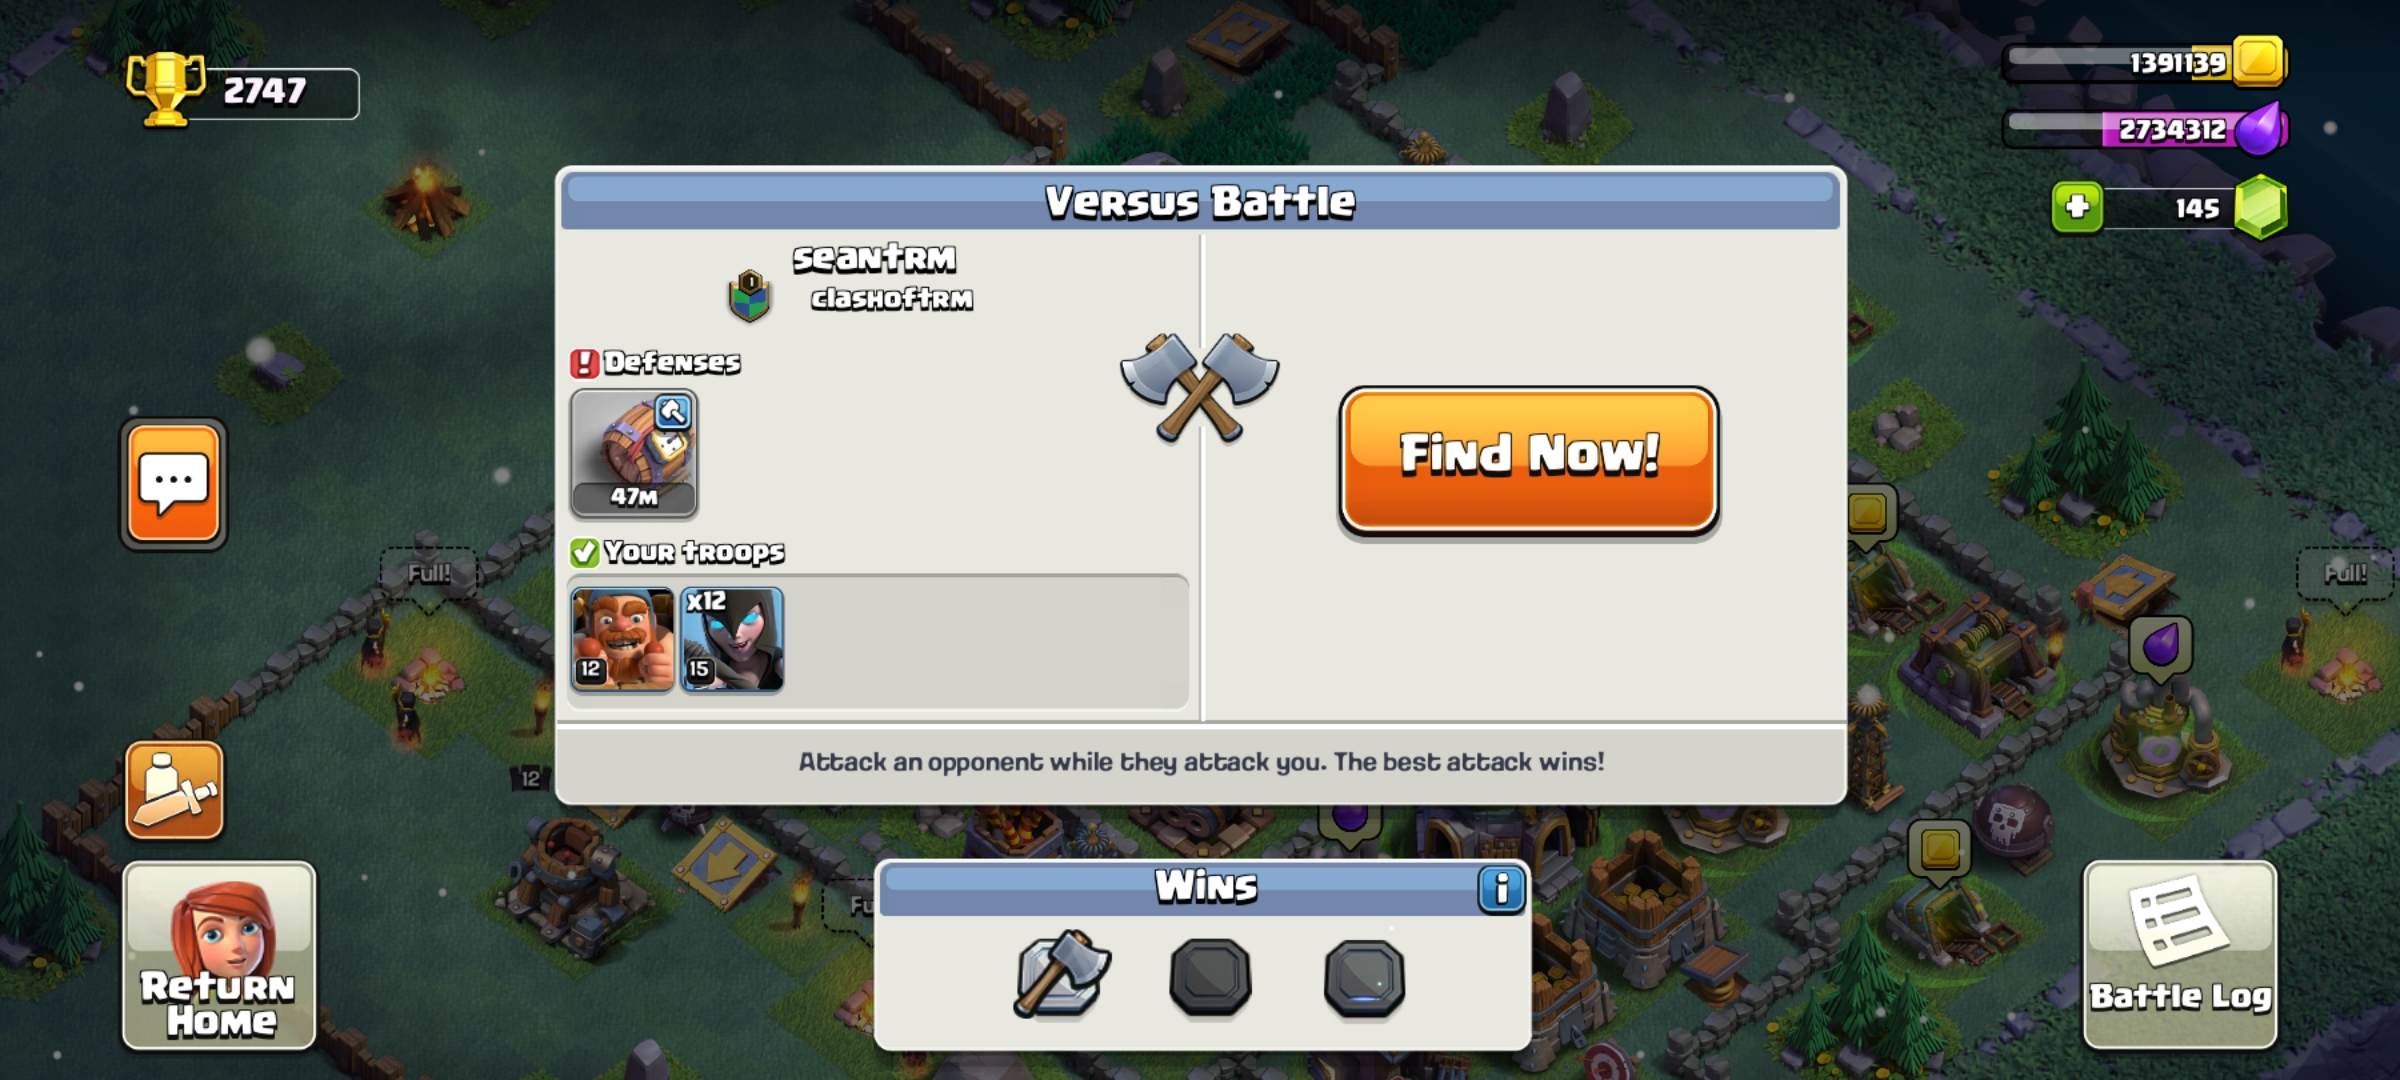 2747
1391139
2734312
145
Versus Battle
seantrm
clashoftrm
Defenses
47m
Find Now!
Your troops
x12
12
15
Full!
Full!
12
Attack an opponent while they attack you. The best attack wins!
Fu
Wins
Return
Home
Battle Log